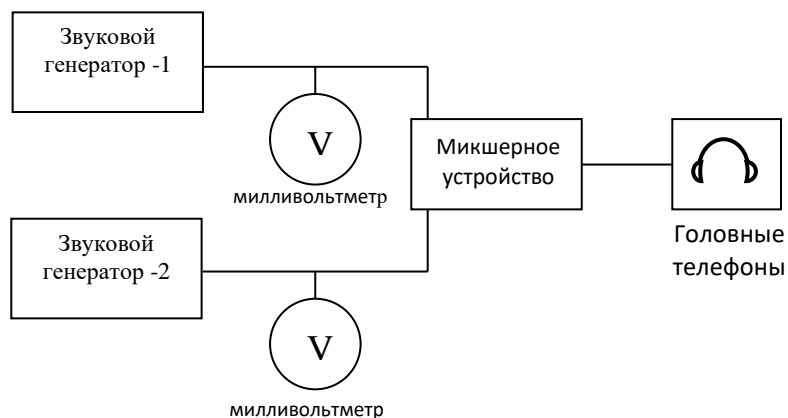 Звуковой
генератор -1
V
милливольтметр
Микшерное
устройство
Головные
телефоны
Звуковой
генератор -2
V
милливольтметр